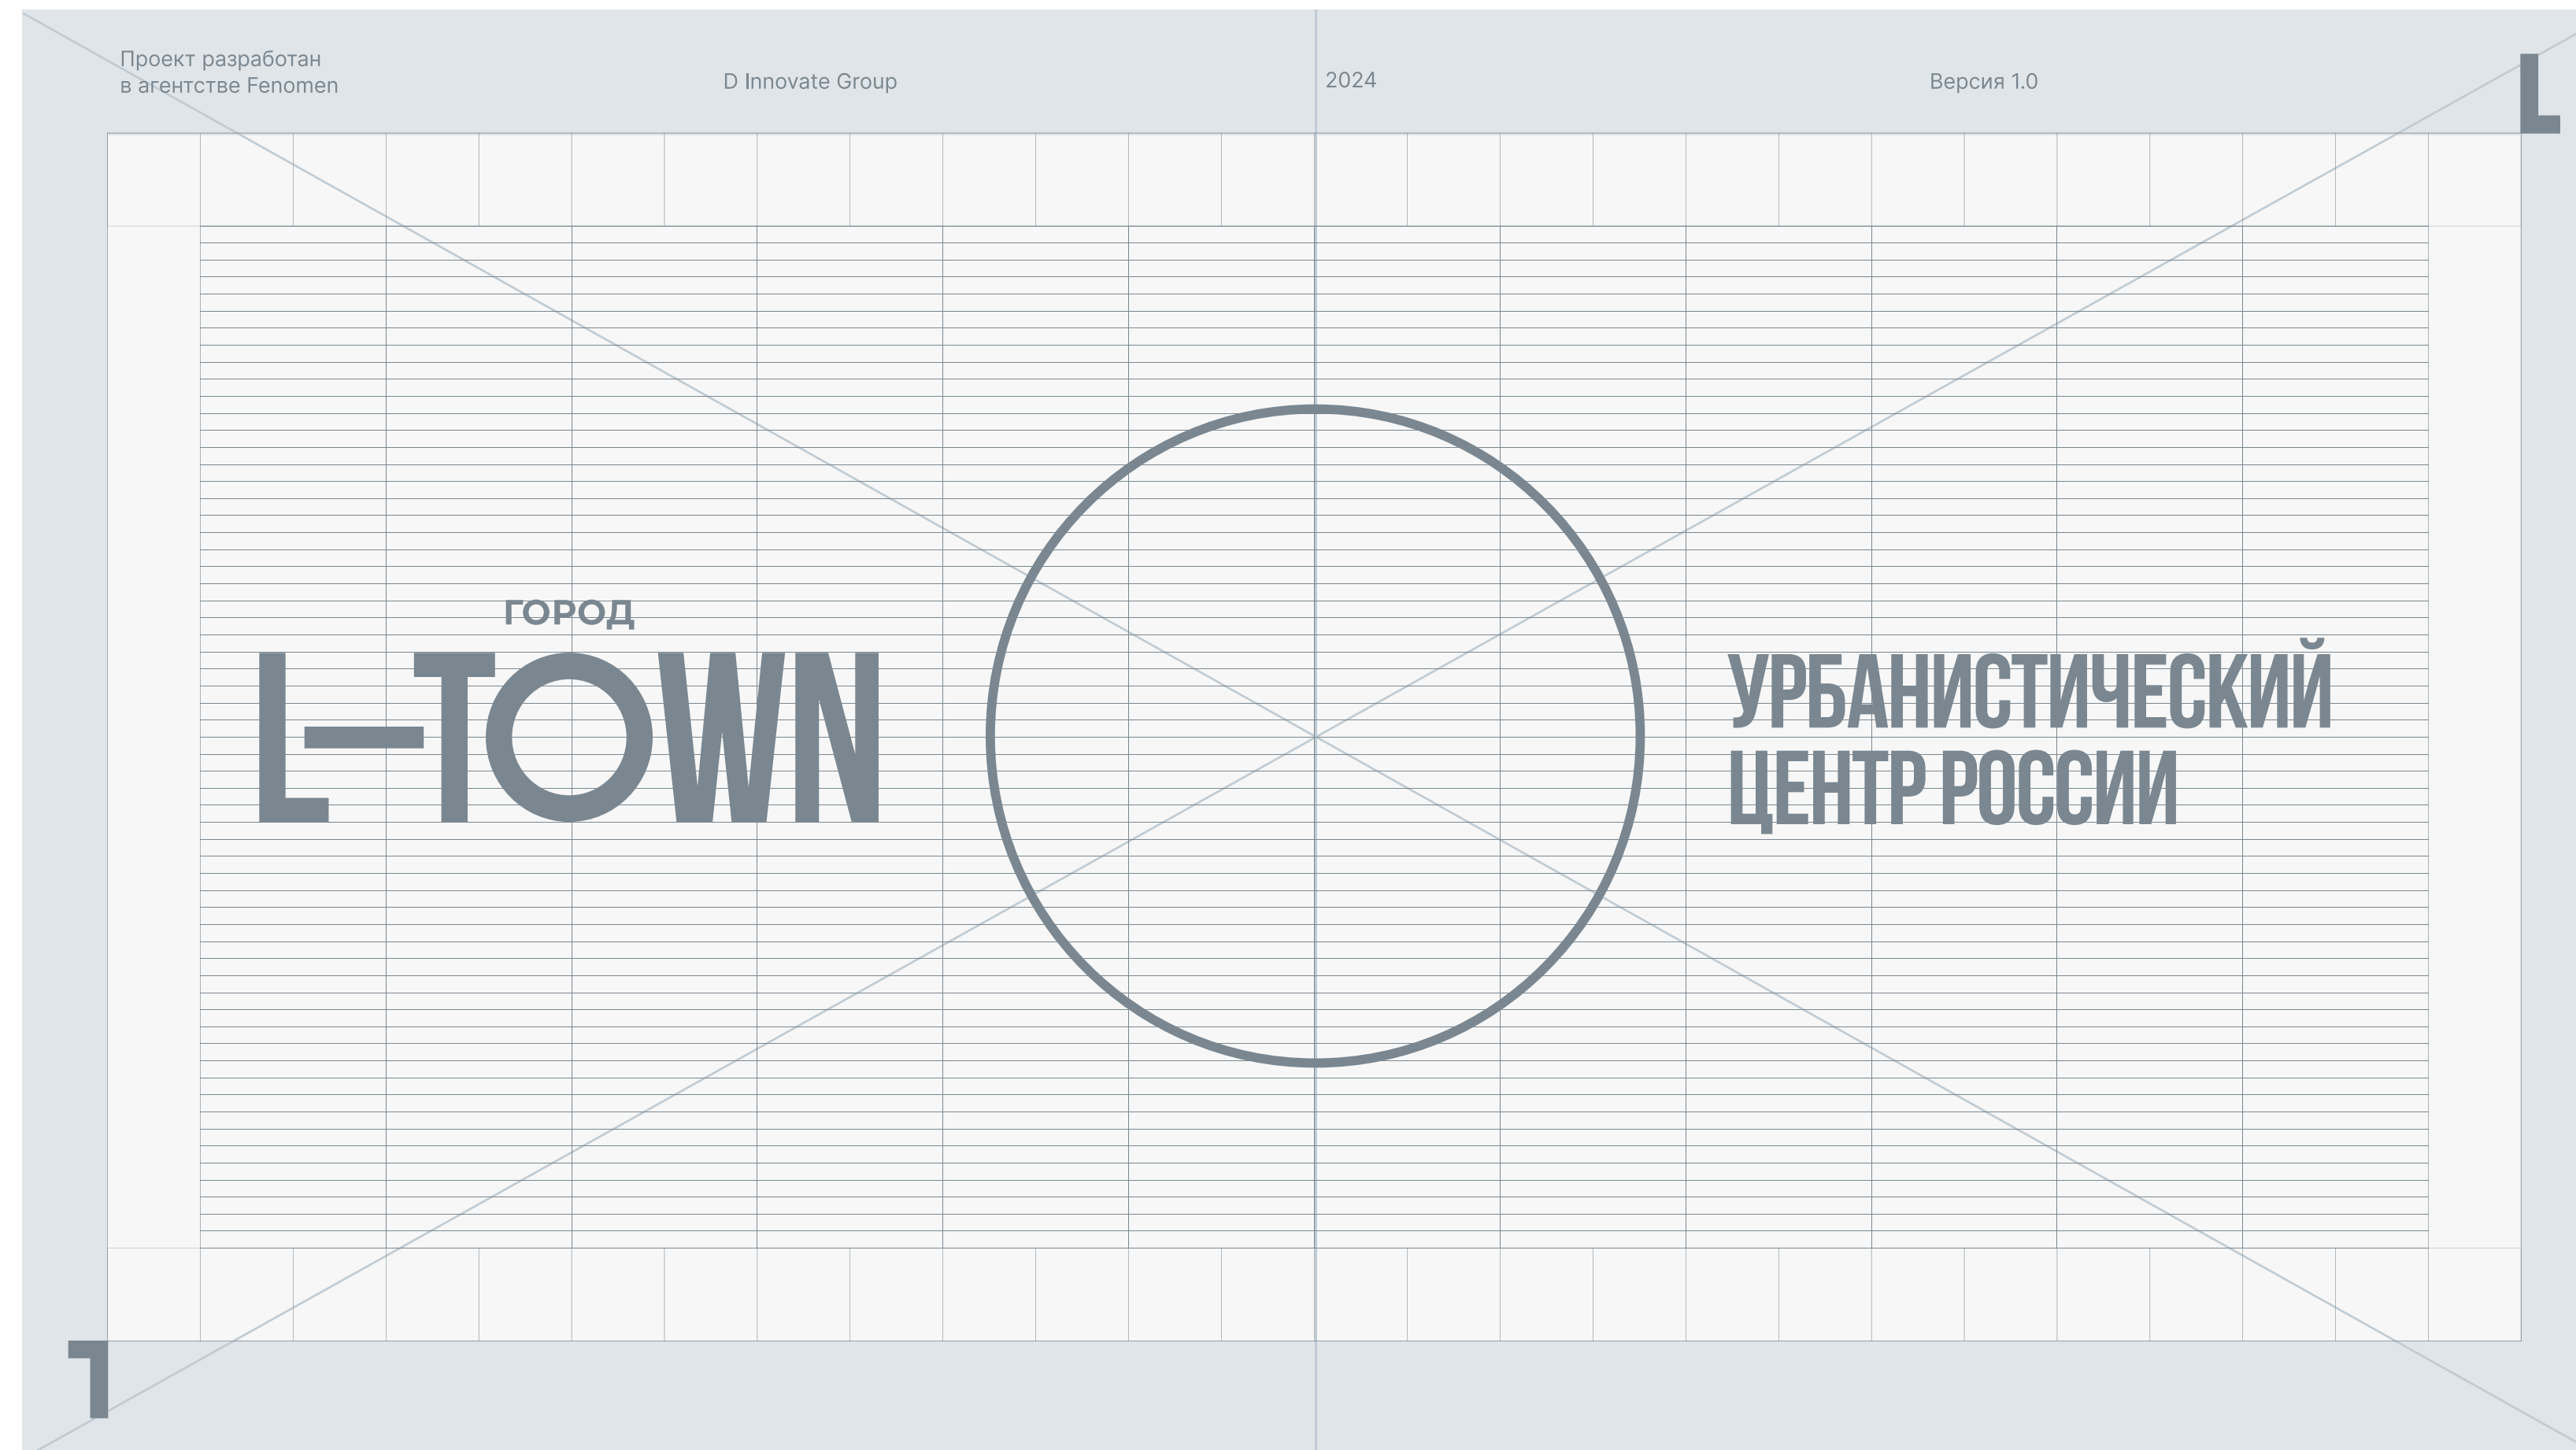 Проект разработан
в агентстве Fenomen
D Innovate Group
2024
Версия 1.0
L
ГОРОД
L–TOWN
УРБАНИСТИЧЕСКИЙ
ЦЕНТР РОССИИ